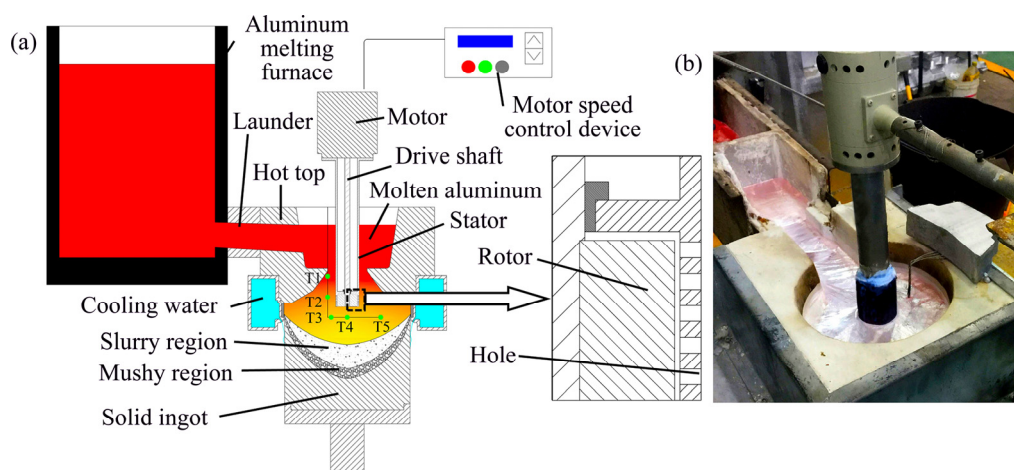 (a)
Aluminum
melting
furnace
Launder
Hot top
Motor
Drive shaft
Molten aluminum
Stator
Motor speed
control device
(b)
Rotor
Hole
Cooling water
T1
T2
T3
T4
T5
Slurry region
Mushy region
Solid ingot